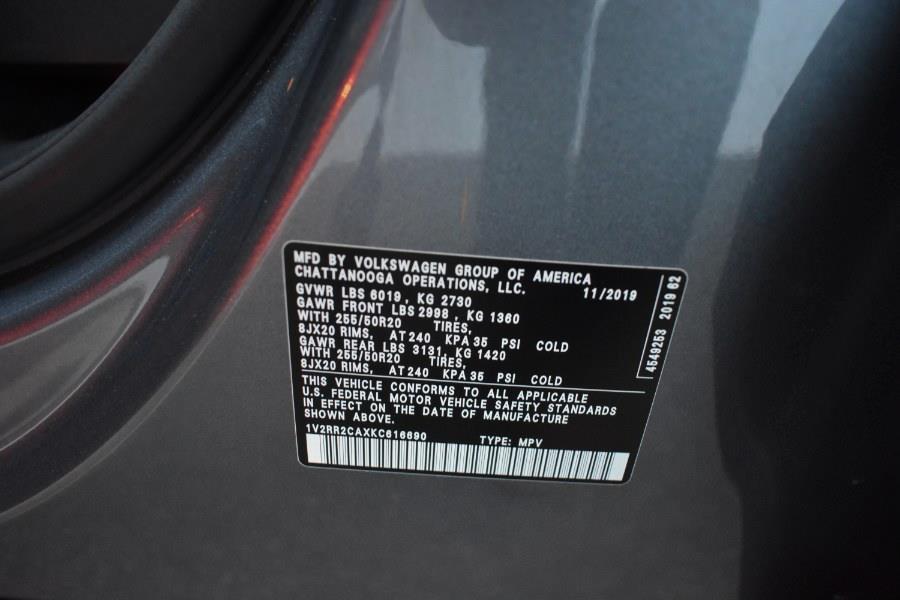 MFD BY VOLKSWAGEN GROUP OF AMERICA
CHATTANOOGA OPERATIONS, LLC. 11/2019
GVWR LBS 6019, KG 2730
GAWR FRONT LBS 2998, KG 1360
WITH 255/50R20 TIRES,
8JX20 RIMS, AT 240 KPA 35 PSI COLD
GAWR REAR LBS 3131, KG 1420
WITH 255/50R20 TIRES,
8JX20 RIMS, AT 240 KPA 35 PSI COLD
THIS VEHICLE CONFORMS TO ALL APPLICABLE
U.S. FEDERAL MOTOR VEHICLE SAFETY STANDARDS
IN EFFECT ON THE DATE OF MANUFACTURE
SHOWN ABOVE.
1V2RR2CAXKC616690 TYPE: MPV
4549253 2019 62